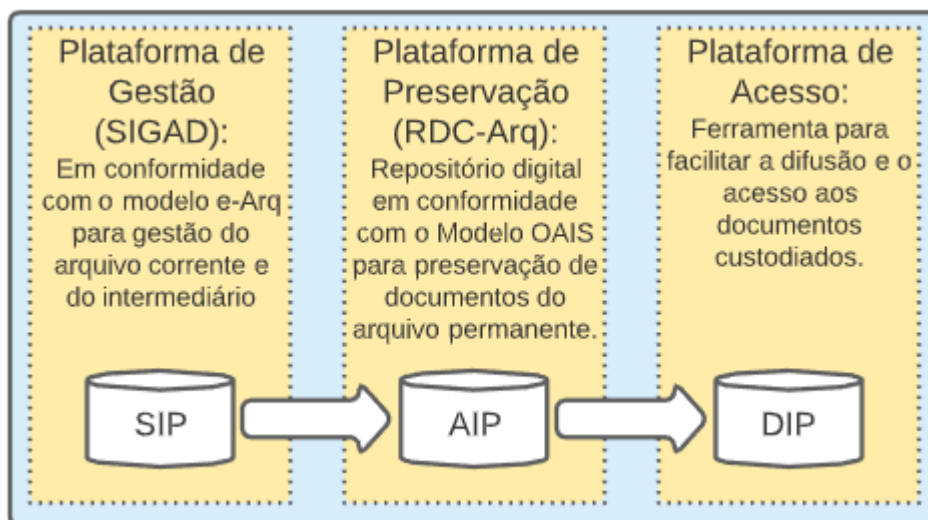 Plataforma de
Gestão
(SIGAD):
Em conformidade
com o modelo e-Arq
para gestão do
arquivo corrente e
do intermediário
SIP
Plataforma de
Preservação
(RDC-Arq):
Repositório digital
em conformidade
com o Modelo OAIS
para preservação de
documentos do
arquivo permanente.
AIP
Plataforma de
Acesso:
Ferramenta para
facilitar a difusão e o
acesso aos
documentos
custodiados.
DIP